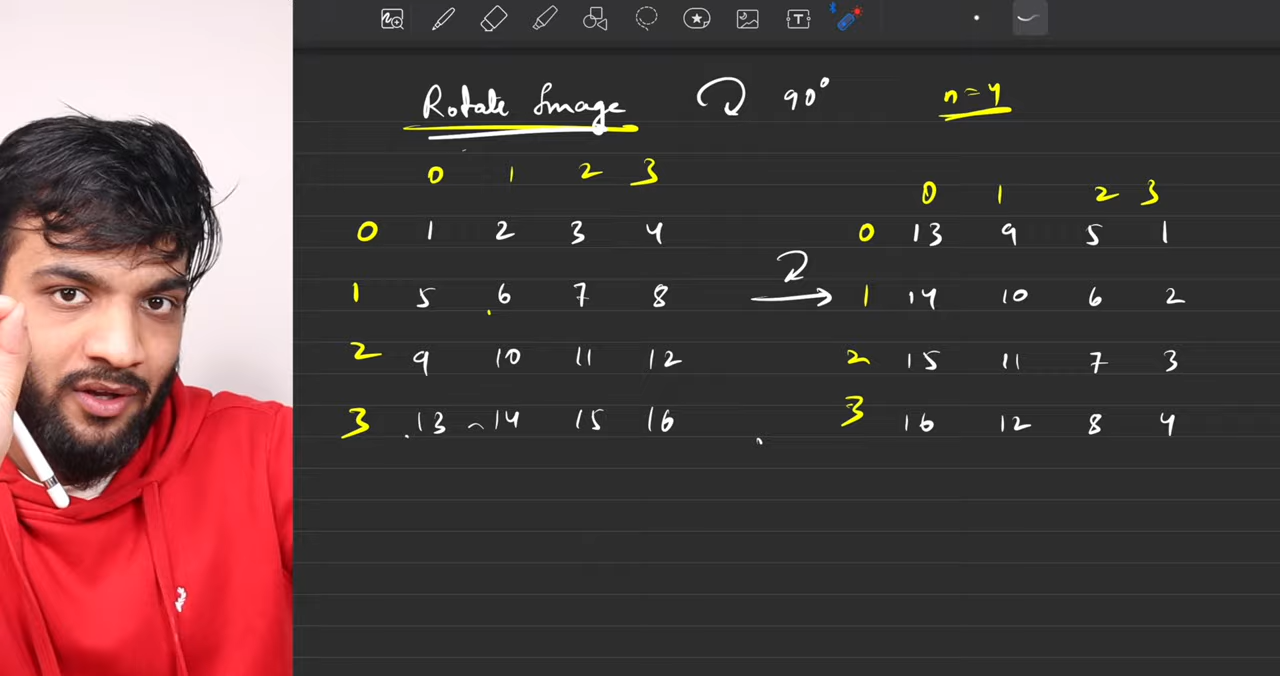 Rotate Image 90° n=4
0 1 2 3
0 1 2 3
0 1 2 3 4
0 13 9 5 1
1 5 6 7 8
1 14 10 6 2
2 9 10 11 12
2 15 11 7 3
3 13 14 15 16
3 16 12 8 4